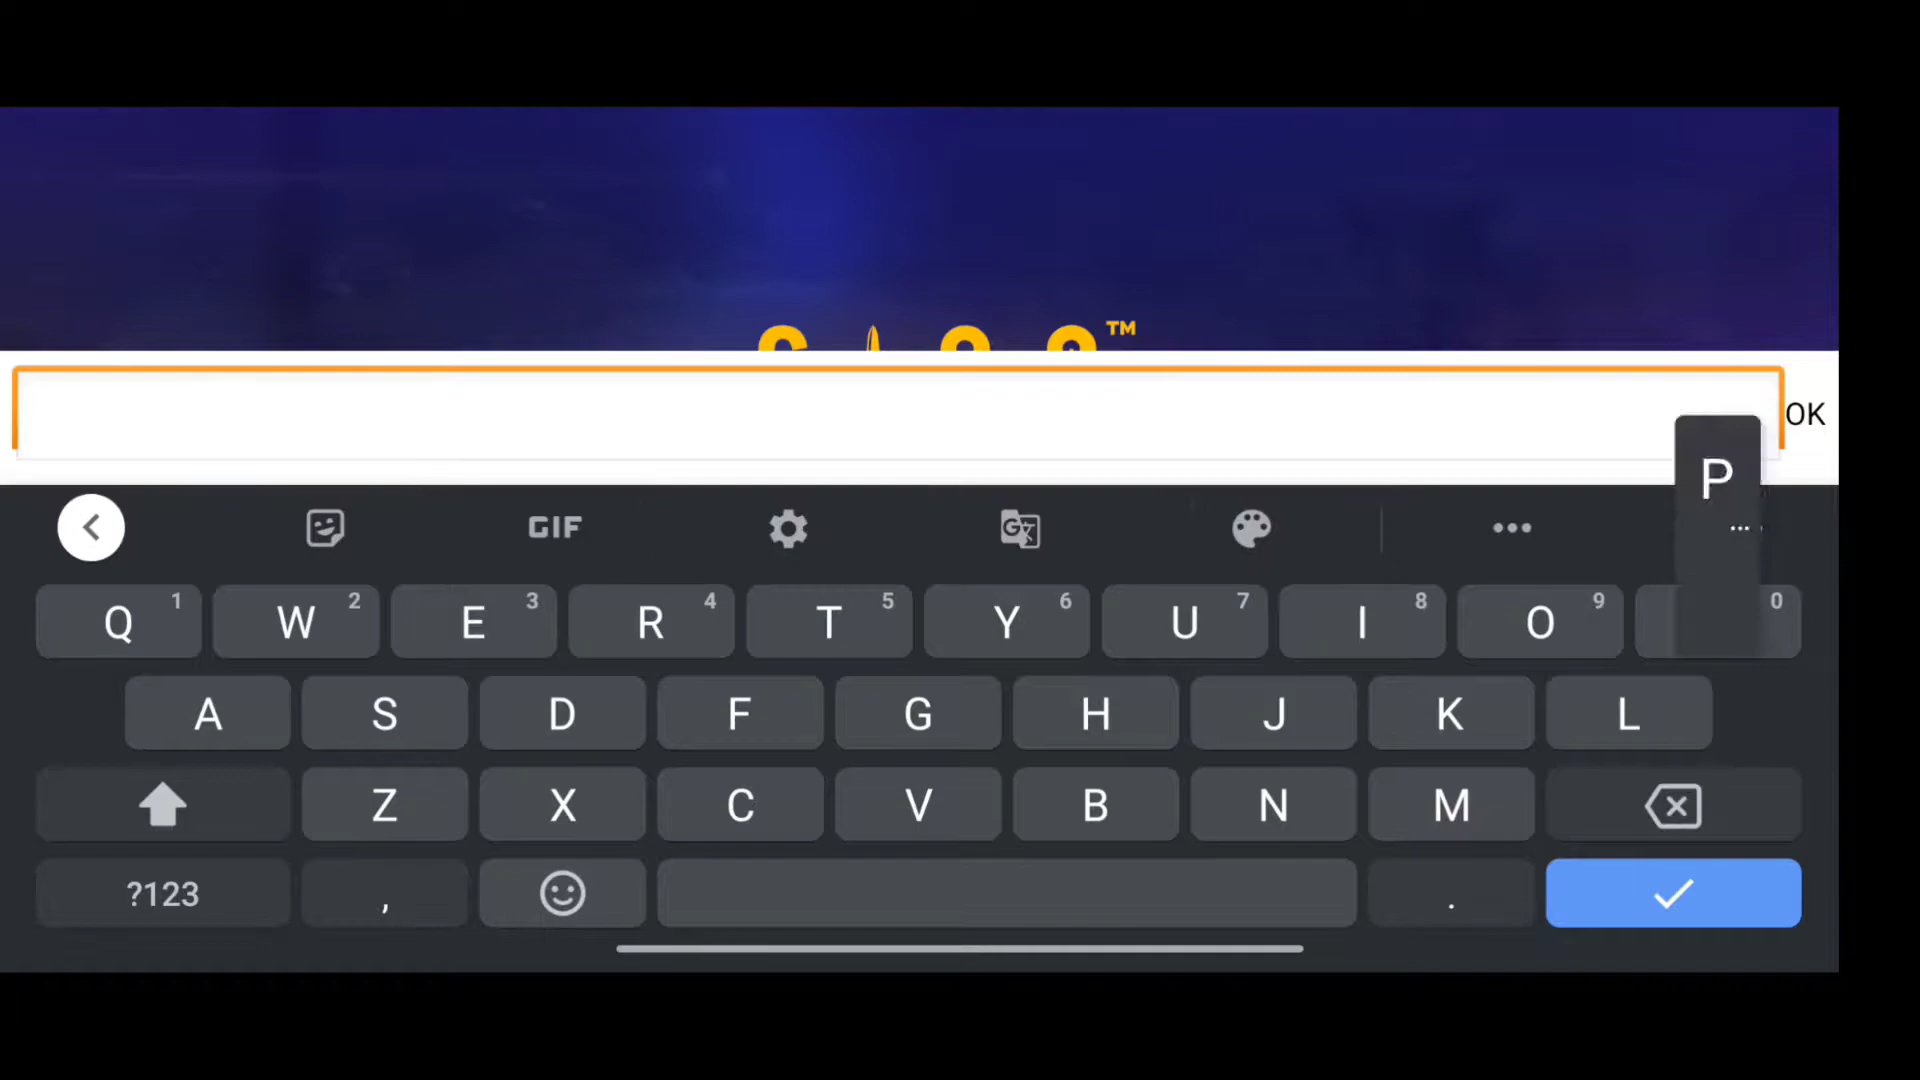 ™
OK
P
GIF
...
Q 1 W 2 E 3 R 4 T 5 Y 6 U 7 I 8 O 9 0
A S D F G H J K L
Z X C V B N M
?123 , .